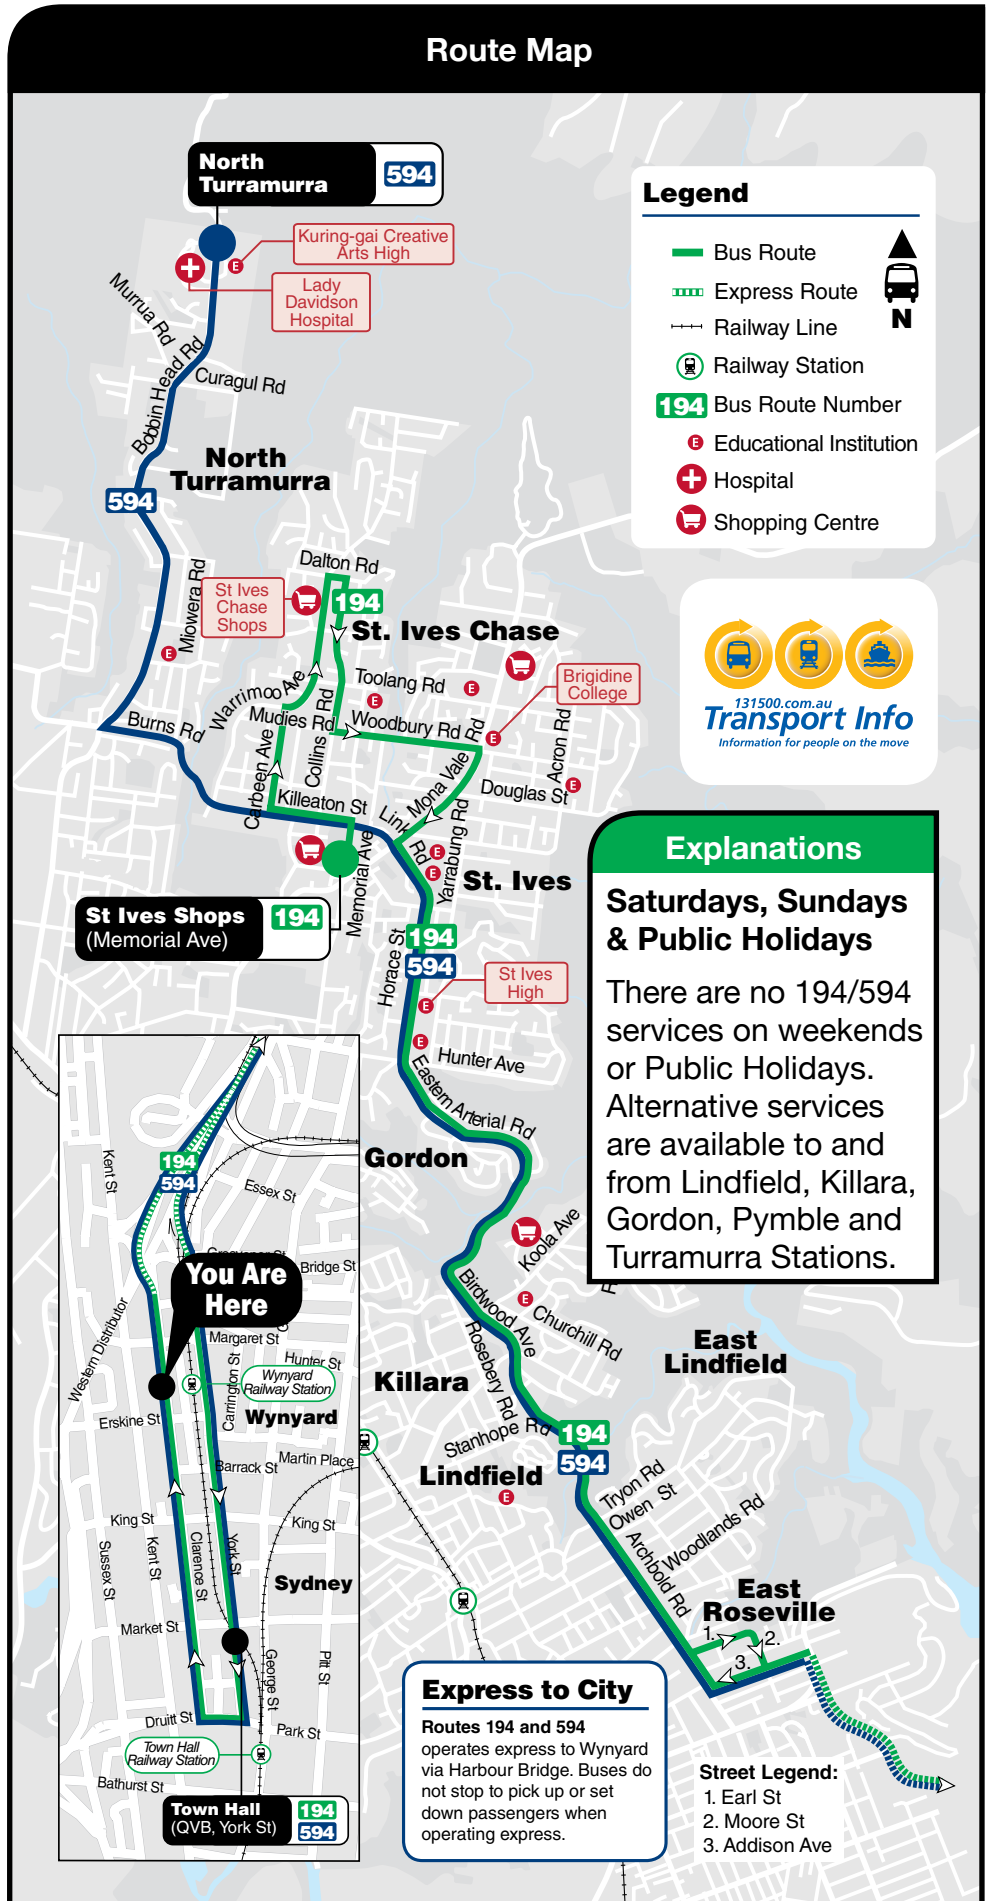 Route Map
North
Turramurra
594
Kuring-gai Creative
Arts High
Lady
Davidson
Hospital
Murrua Rd
Bobbin Head Rd
Curagul Rd
North
Turramurra
594
Legend
Bus Route
Express Route
Railway Line
Railway Station
194 Bus Route Number
E Educational Institution
Hospital
Shopping Centre
N
131500.com.au
Transport Info
Information for people on the move
Dalton Rd
St Ives
Chase
Shops
194
St. Ives Chase
Miowera Rd
E
Warrimoo Ave
Toolang Rd
E
E
Brigidine
College
E
Burns Rd
Mudies Rd
Collins Rd
Woodbury Rd
Mona Vale Rd
Acron Rd
Douglas St
E
Carbeen Ave
Killeaton St
Link Rd
Yarrabung Rd
E
E
Memorial Ave
St. Ives
St Ives Shops
(Memorial Ave)
194
Horace St
194
594
St Ives
High
E
E
Hunter Ave
Eastern Arterial Rd
Gordon
Koola Ave
Birdwood Ave
E
Churchill Rd
Rosebery Rd
Killara
Stanhope Rd
East
Lindfield
194
594
Lindfield
E
Tryon Rd
Owen St
Woodlands Rd
Archbold Rd
East
Roseville
1.
2.
3.
Explanations
Saturdays, Sundays
& Public Holidays
There are no 194/594
services on weekends
or Public Holidays.
Alternative services
are available to and
from Lindfield, Killara,
Gordon, Pymble and
Turramurra Stations.
Kent St
194
594
Essex St
Bridge St
You Are
Here
Western Distributor
Margaret St
Hunter St
Carrington St
Wynyard
Railway Station
Erskine St
Wynyard
Martin Place
Barrack St
King St
King St
Sussex St
Kent St
Clarence St
York St
Sydney
Market St
George St
Pitt St
Druitt St
Park St
Town Hall
Railway Station
Bathurst St
Town Hall
(QVB, York St)
194
594
Express to City
Routes 194 and 594
operates express to Wynyard
via Harbour Bridge. Buses do
not stop to pick up or set
down passengers when
operating express.
Street Legend:
1. Earl St
2. Moore St
3. Addison Ave